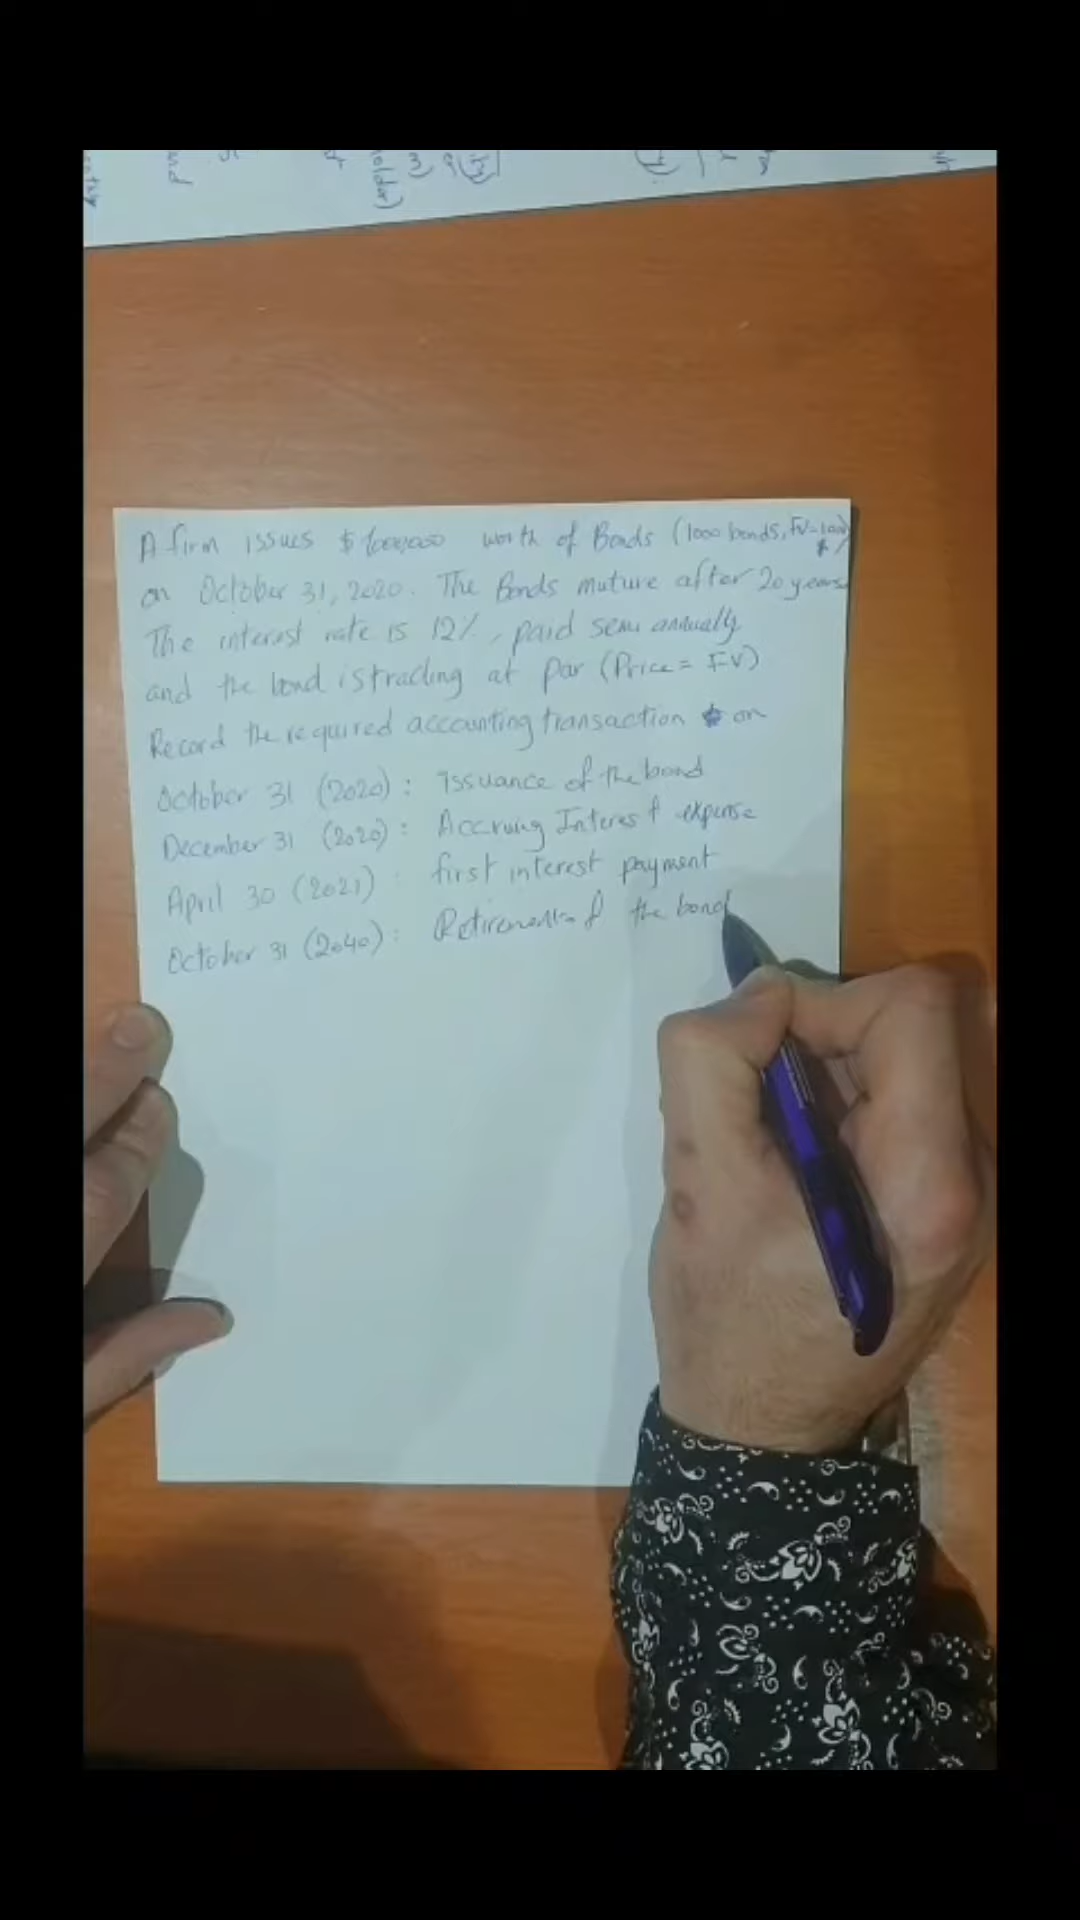 A firm issues $1000,000 worth of Bonds (1000 bonds, FV=1000$)
on October 31, 2020. The Bonds muture after 20 years
The interest rate is 12%, paid semi annually
and the bond is trading at par (Price = FV)
Record the required accounting transaction on
October 31 (2020): issuance of the bond
December 31 (2020): Accruing Interest expense
April 30 (2021): first interest payment
October 31 (2040): Retirement of the bond